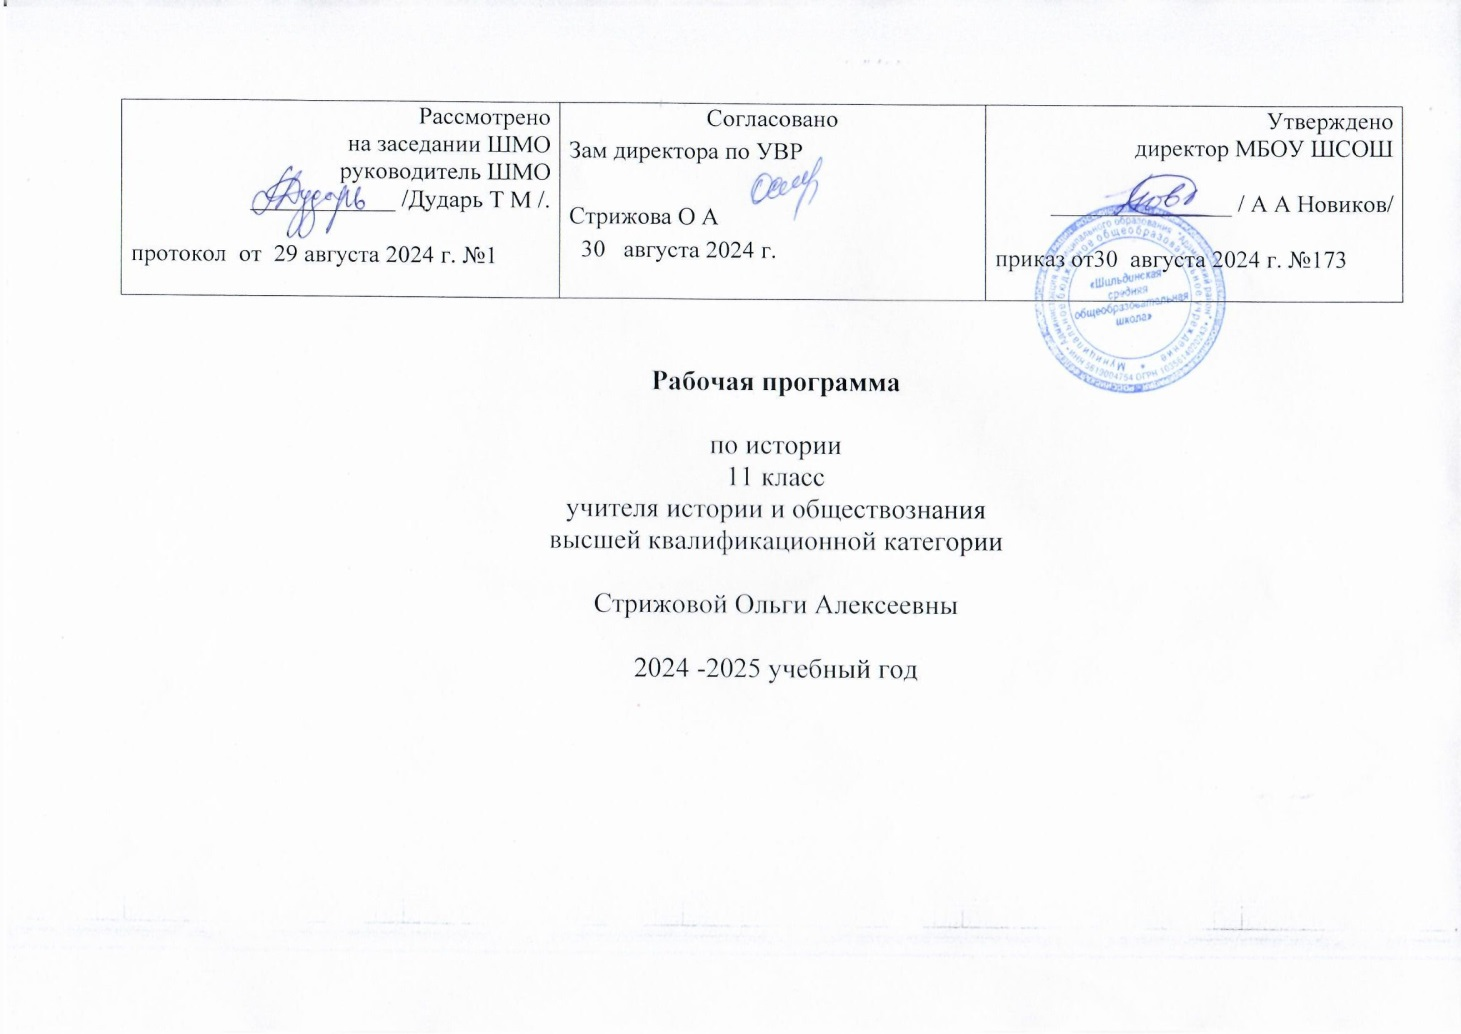 Рассмотрено
на заседании ШМО
руководитель ШМО
/Дударь Т М /.
протокол от 29 августа 2024 г. №1
Согласовано
Зам директора по УВР
Стрижова О А
30 августа 2024 г.
Утверждено
директор МБОУ ШСОШ
/ А А Новиков/
приказ от30 августа 2024 г. №173
«Шильдинская
средняя
общеобразовательная
школа»
Рабочая программа
по истории
11 класс
учителя истории и обществознания
высшей квалификационной категории
Стрижовой Ольги Алексеевны
2024 -2025 учебный год